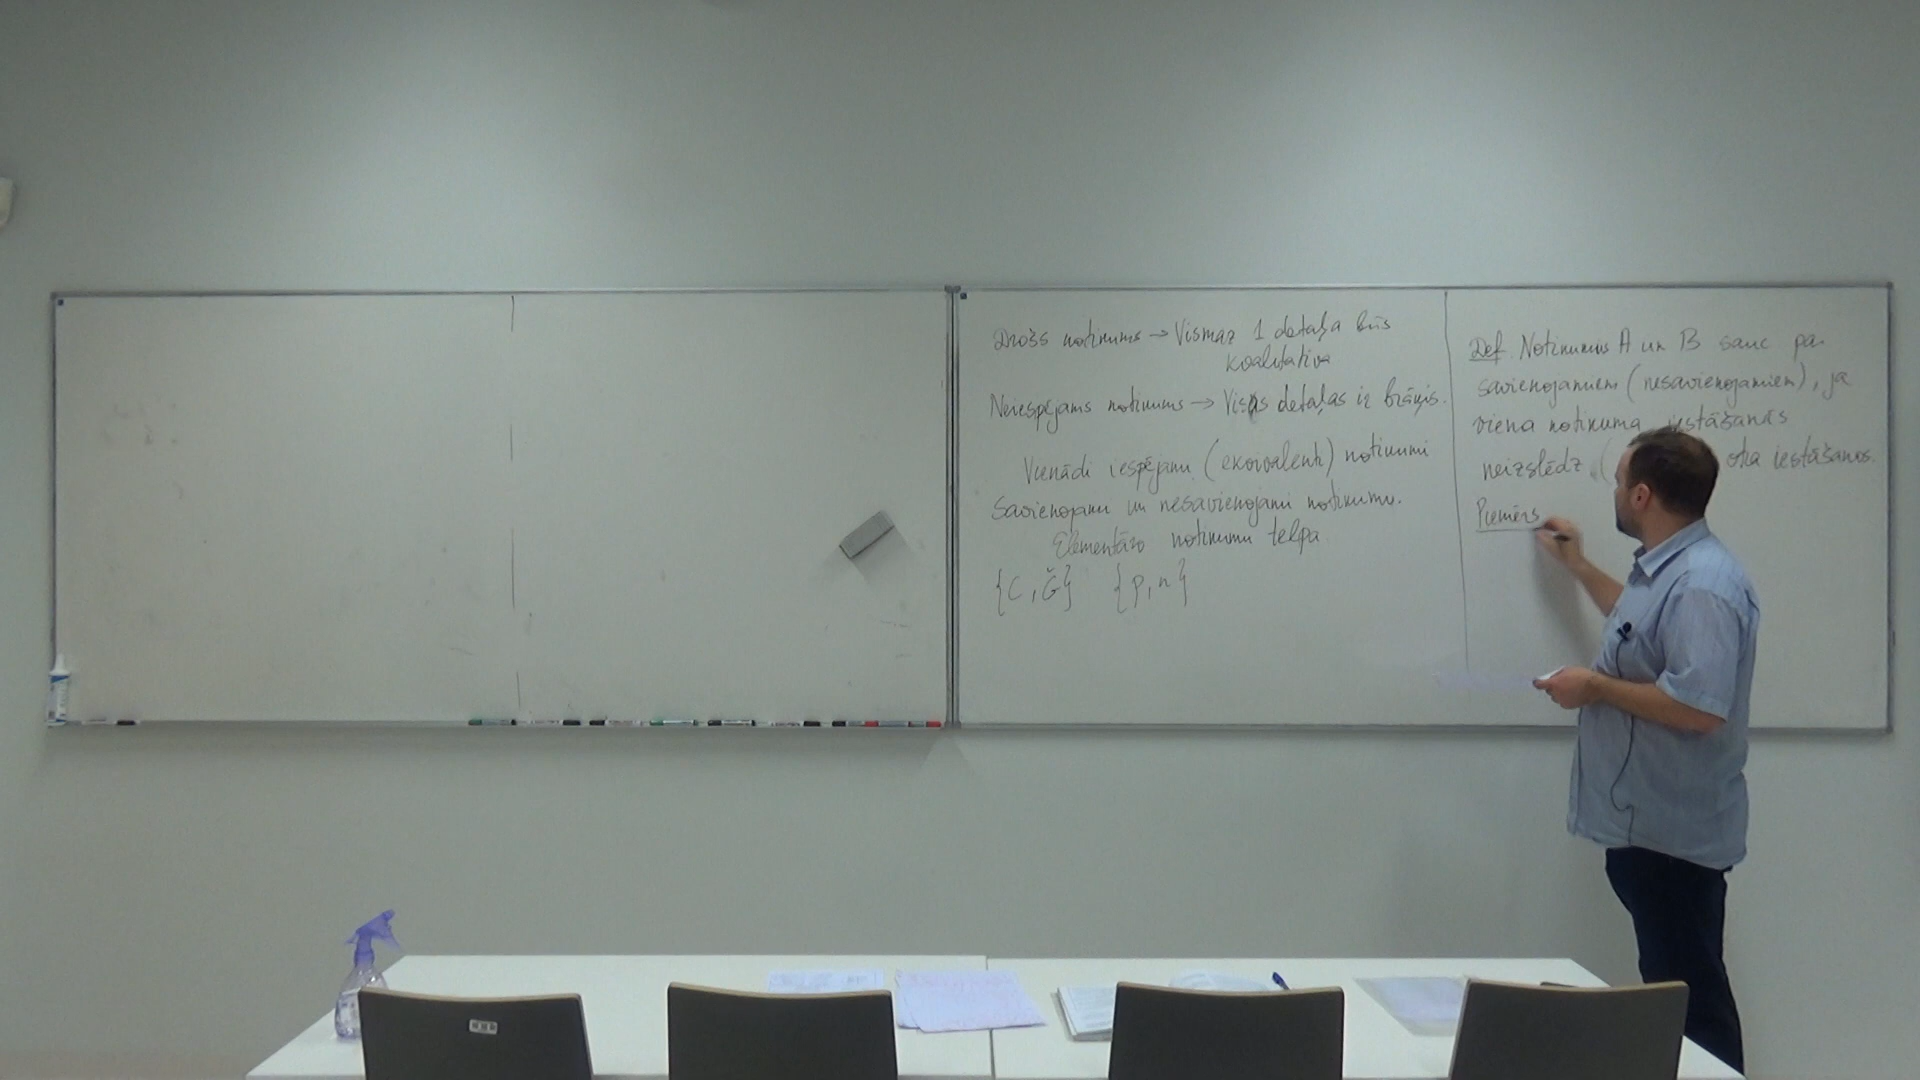 Drošs notikums → Vismaz 1 detaļa būs
kvalitatīva
Neiespējams notikums → Visas detaļas ir brāķis.
Vienādi iespējami (ekvivalenti) notikumi
Savienojami un nesavienojami notikumi.
Elementāro notikumu telpa.
{C, Ģ} {p, n}
Def. Notikumus A un B sauc par
savienojamiem (nesavienojamiem), ja
viena notikuma iestāšanās
neizslēdz ( otra iestāšanos.
Piemērs